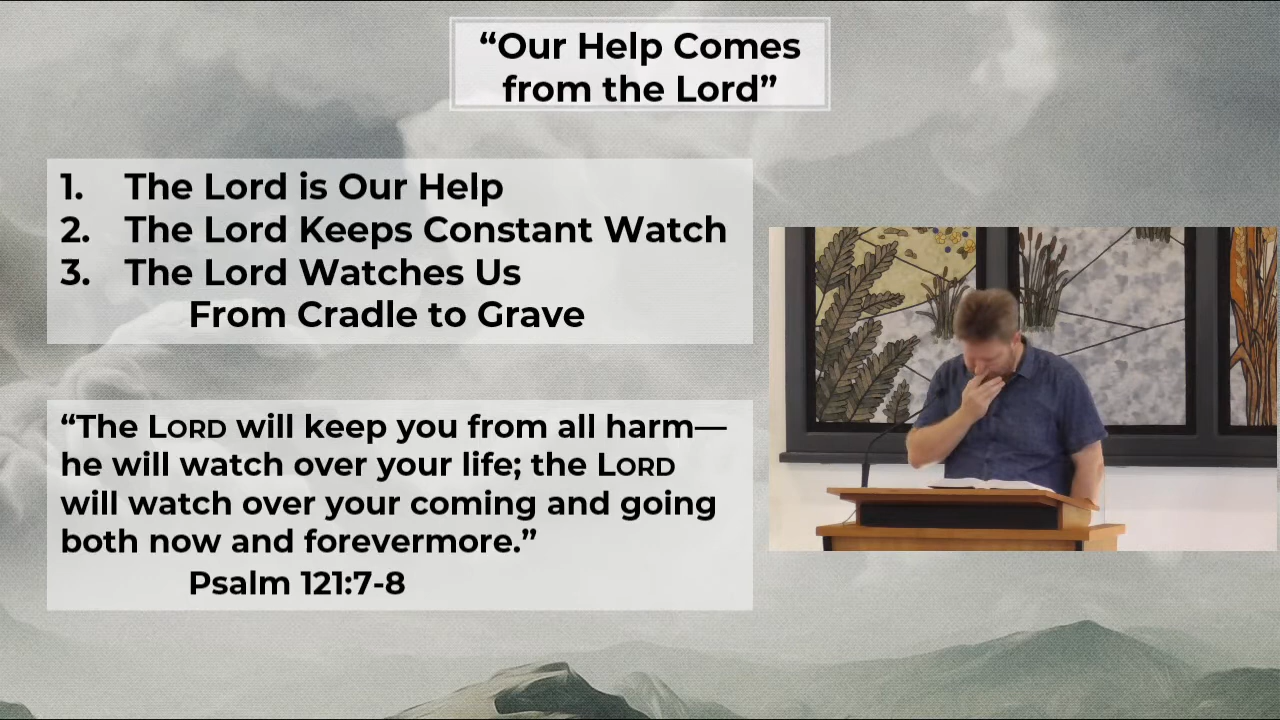 “Our Help Comes
from the Lord”
1. The Lord is Our Help
2. The Lord Keeps Constant Watch
3. The Lord Watches Us
From Cradle to Grave
“The LORD will keep you from all harm—
he will watch over your life; the LORD
will watch over your coming and going
both now and forevermore.”
Psalm 121:7-8